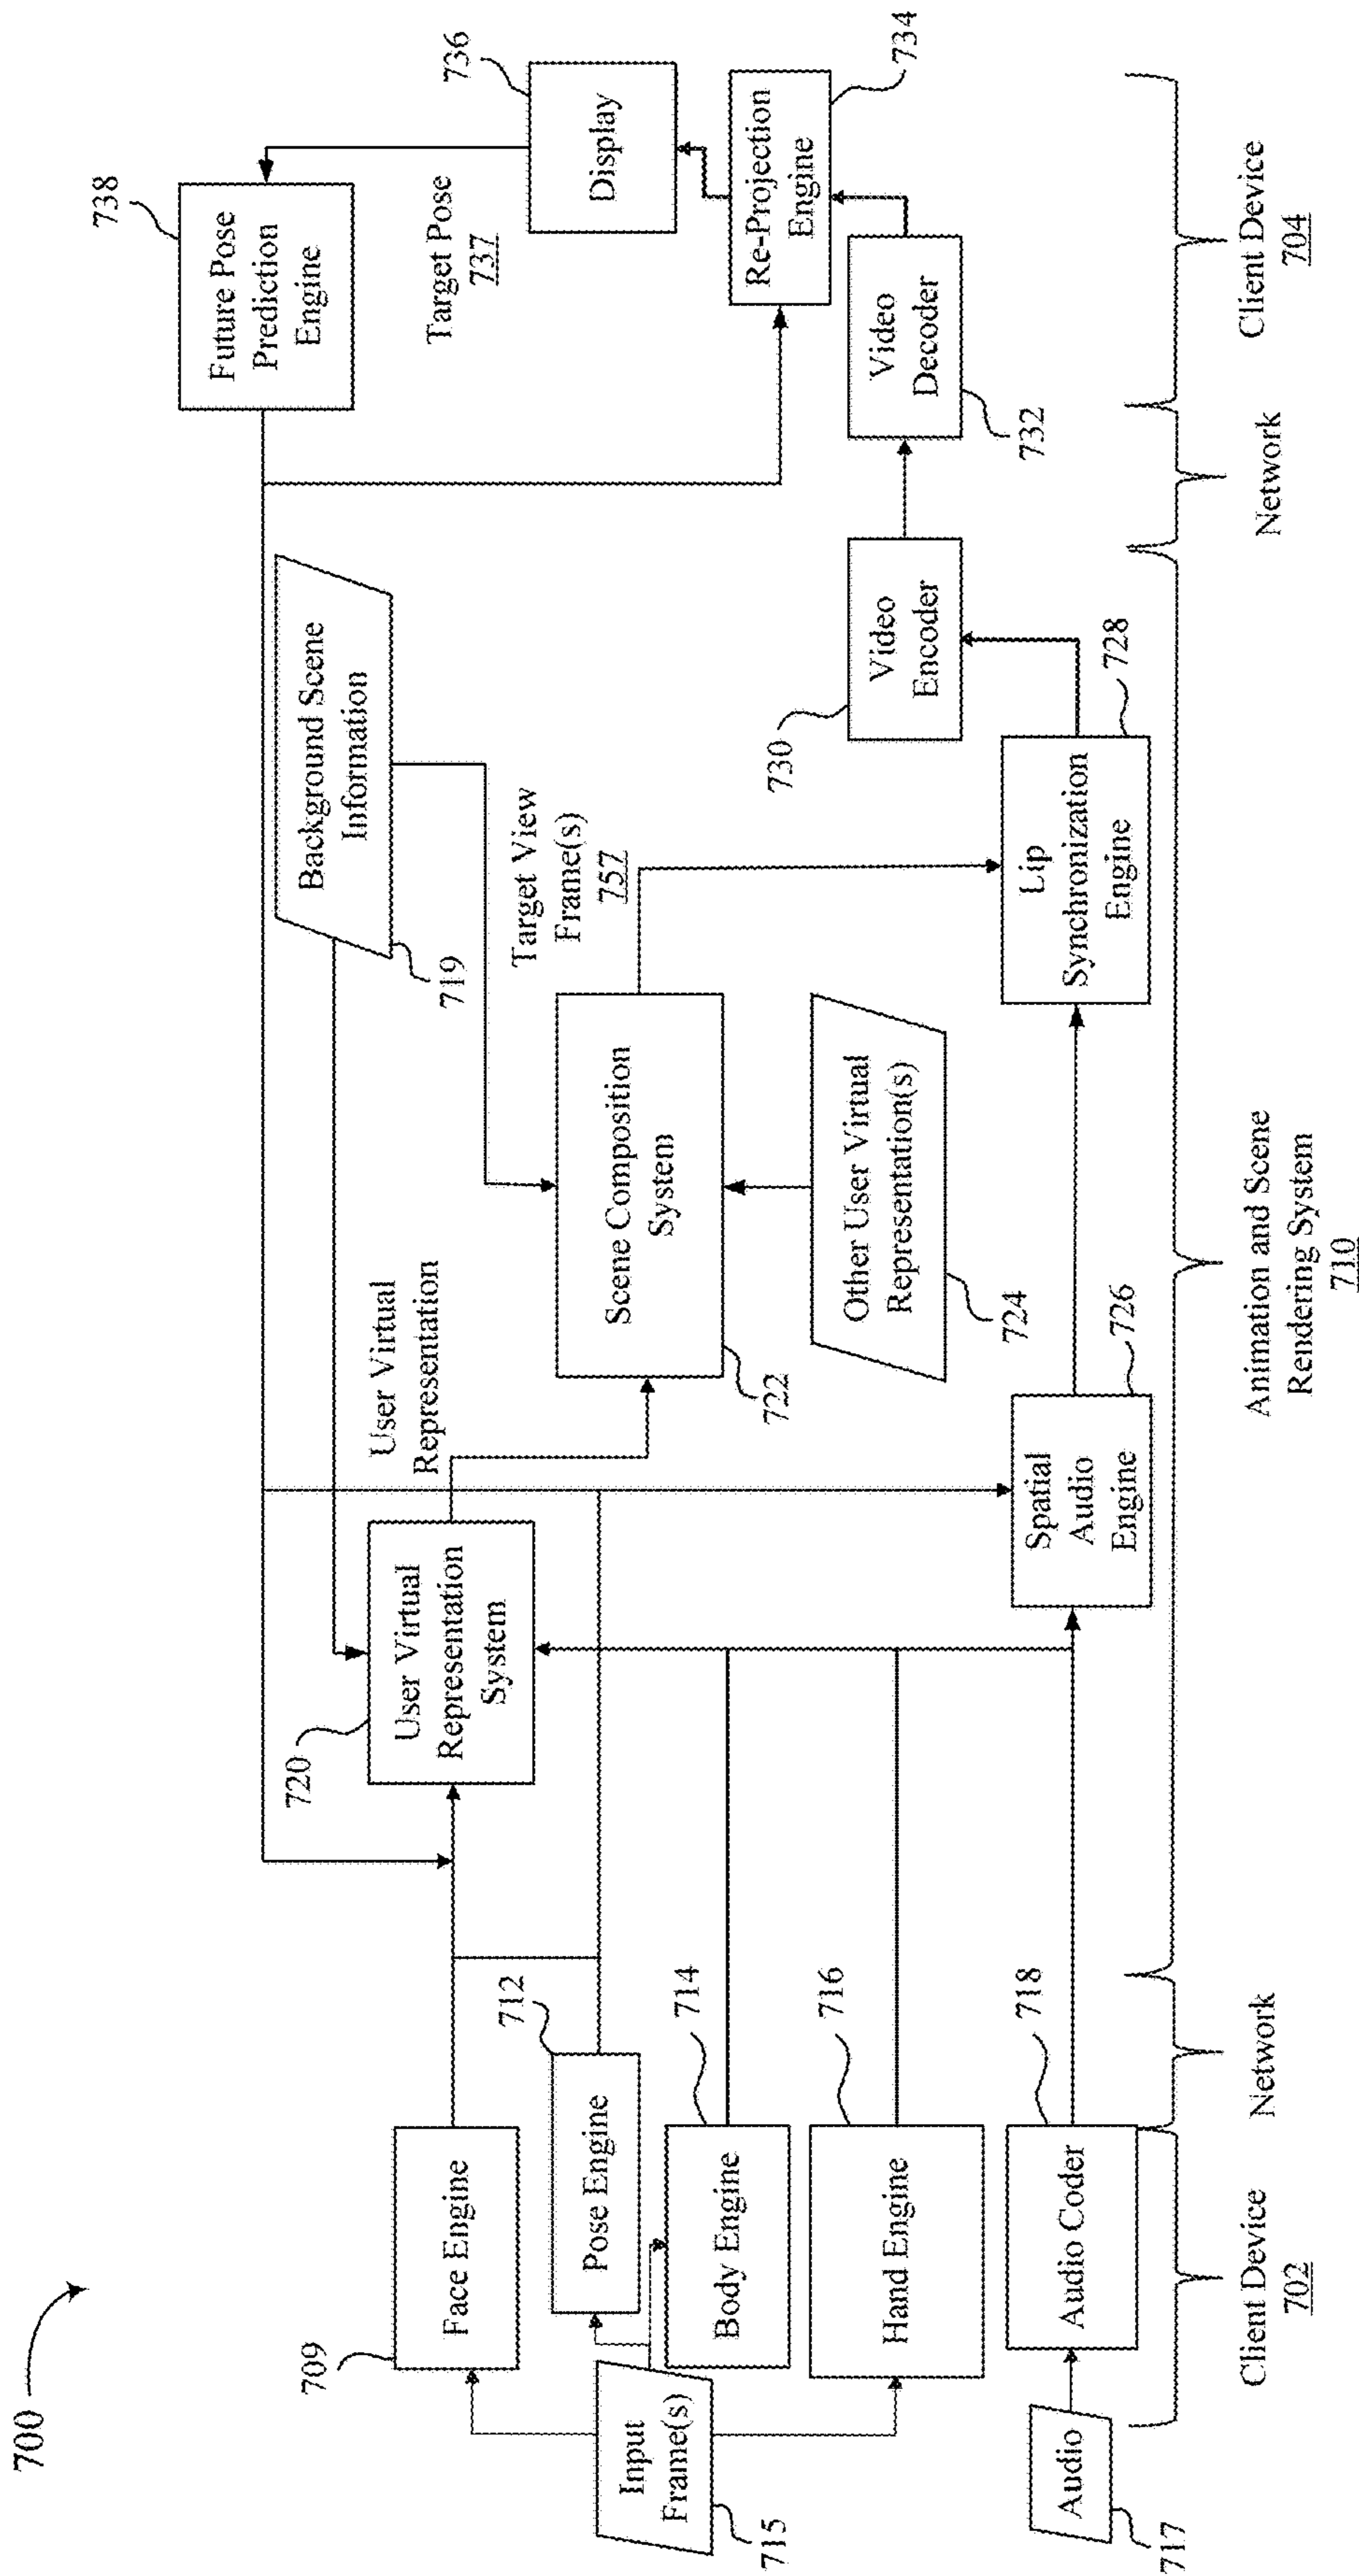 700
709
Face Engine
712
Pose Engine
Input
Frame(s)
715
714
Body Engine
716
Hand Engine
Audio
717
718
Audio Coder
Client Device
702
Network
720
User Virtual
Representation
System
User Virtual
Representation
Background Scene
Information
719
Scene Composition
System
722
Target View
Frame(s)
757
Other User Virtual
Representation(s)
724
Spatial
Audio
Engine
726
Lip
Synchronization
Engine
728
Video
Encoder
730
Animation and Scene
Rendering System
710
Network
738
Future Pose
Prediction
Engine
Target Pose
737
736
Display
Re-Projection
Engine
734
Video
Decoder
732
Client Device
704